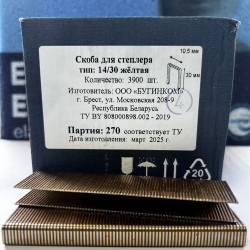 10,5 мм
Скоба для степлера
тип: 14/30 жёлтая
Количество: 3900 шт.
30 мм
Изготовитель: ООО «БУГИНКОМ»
г. Брест, ул. Московская 208-9
Республика Беларусь
ТУ BY 808000898.002 - 2019
Партия: 270 соответствует ТУ
Дата изготовления: март 2025 г
20